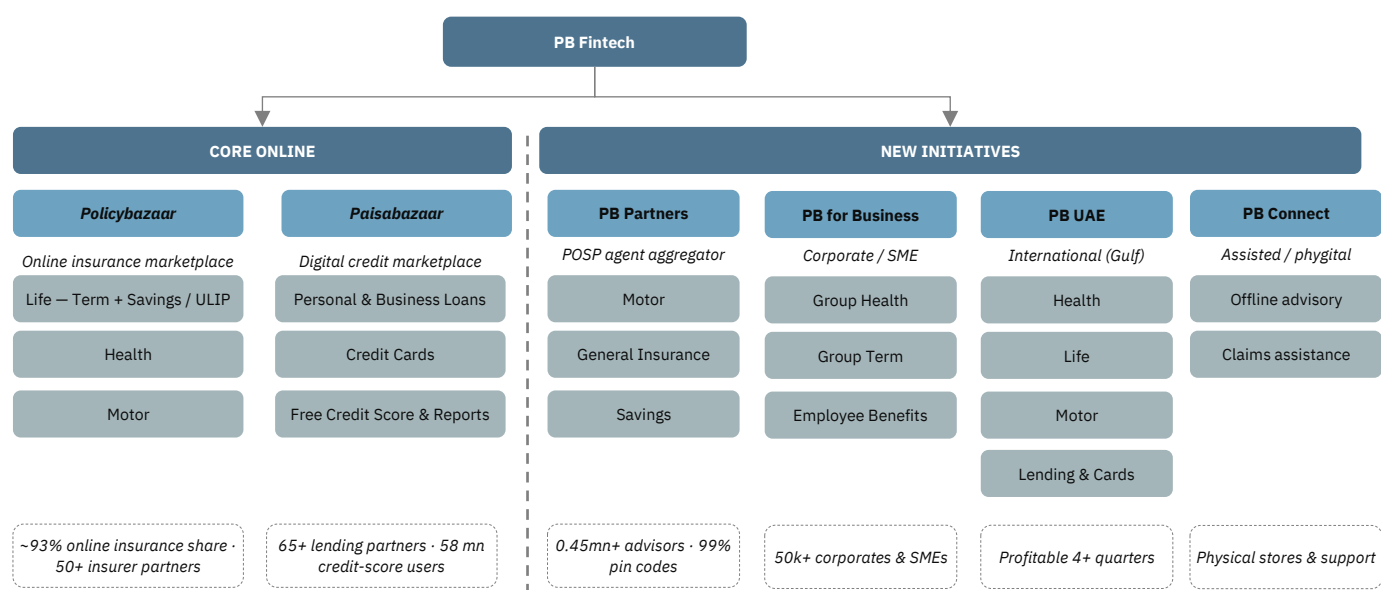 PB Fintech
CORE ONLINE
NEW INITIATIVES
Policybazaar
Paisabazaar
PB Partners
PB for Business
PB UAE
PB Connect
Online insurance marketplace
Digital credit marketplace
POSP agent aggregator
Corporate / SME
International (Gulf)
Assisted / phygital
Life — Term + Savings / ULIP
Personal & Business Loans
Motor
Group Health
Health
Offline advisory
Health
Credit Cards
General Insurance
Group Term
Life
Claims assistance
Motor
Free Credit Score & Reports
Savings
Employee Benefits
Motor
Lending & Cards
~93% online insurance share ·
50+ insurer partners
65+ lending partners · 58 mn
credit-score users
0.45mn+ advisors · 99%
pin codes
50k+ corporates & SMEs
Profitable 4+ quarters
Physical stores & support